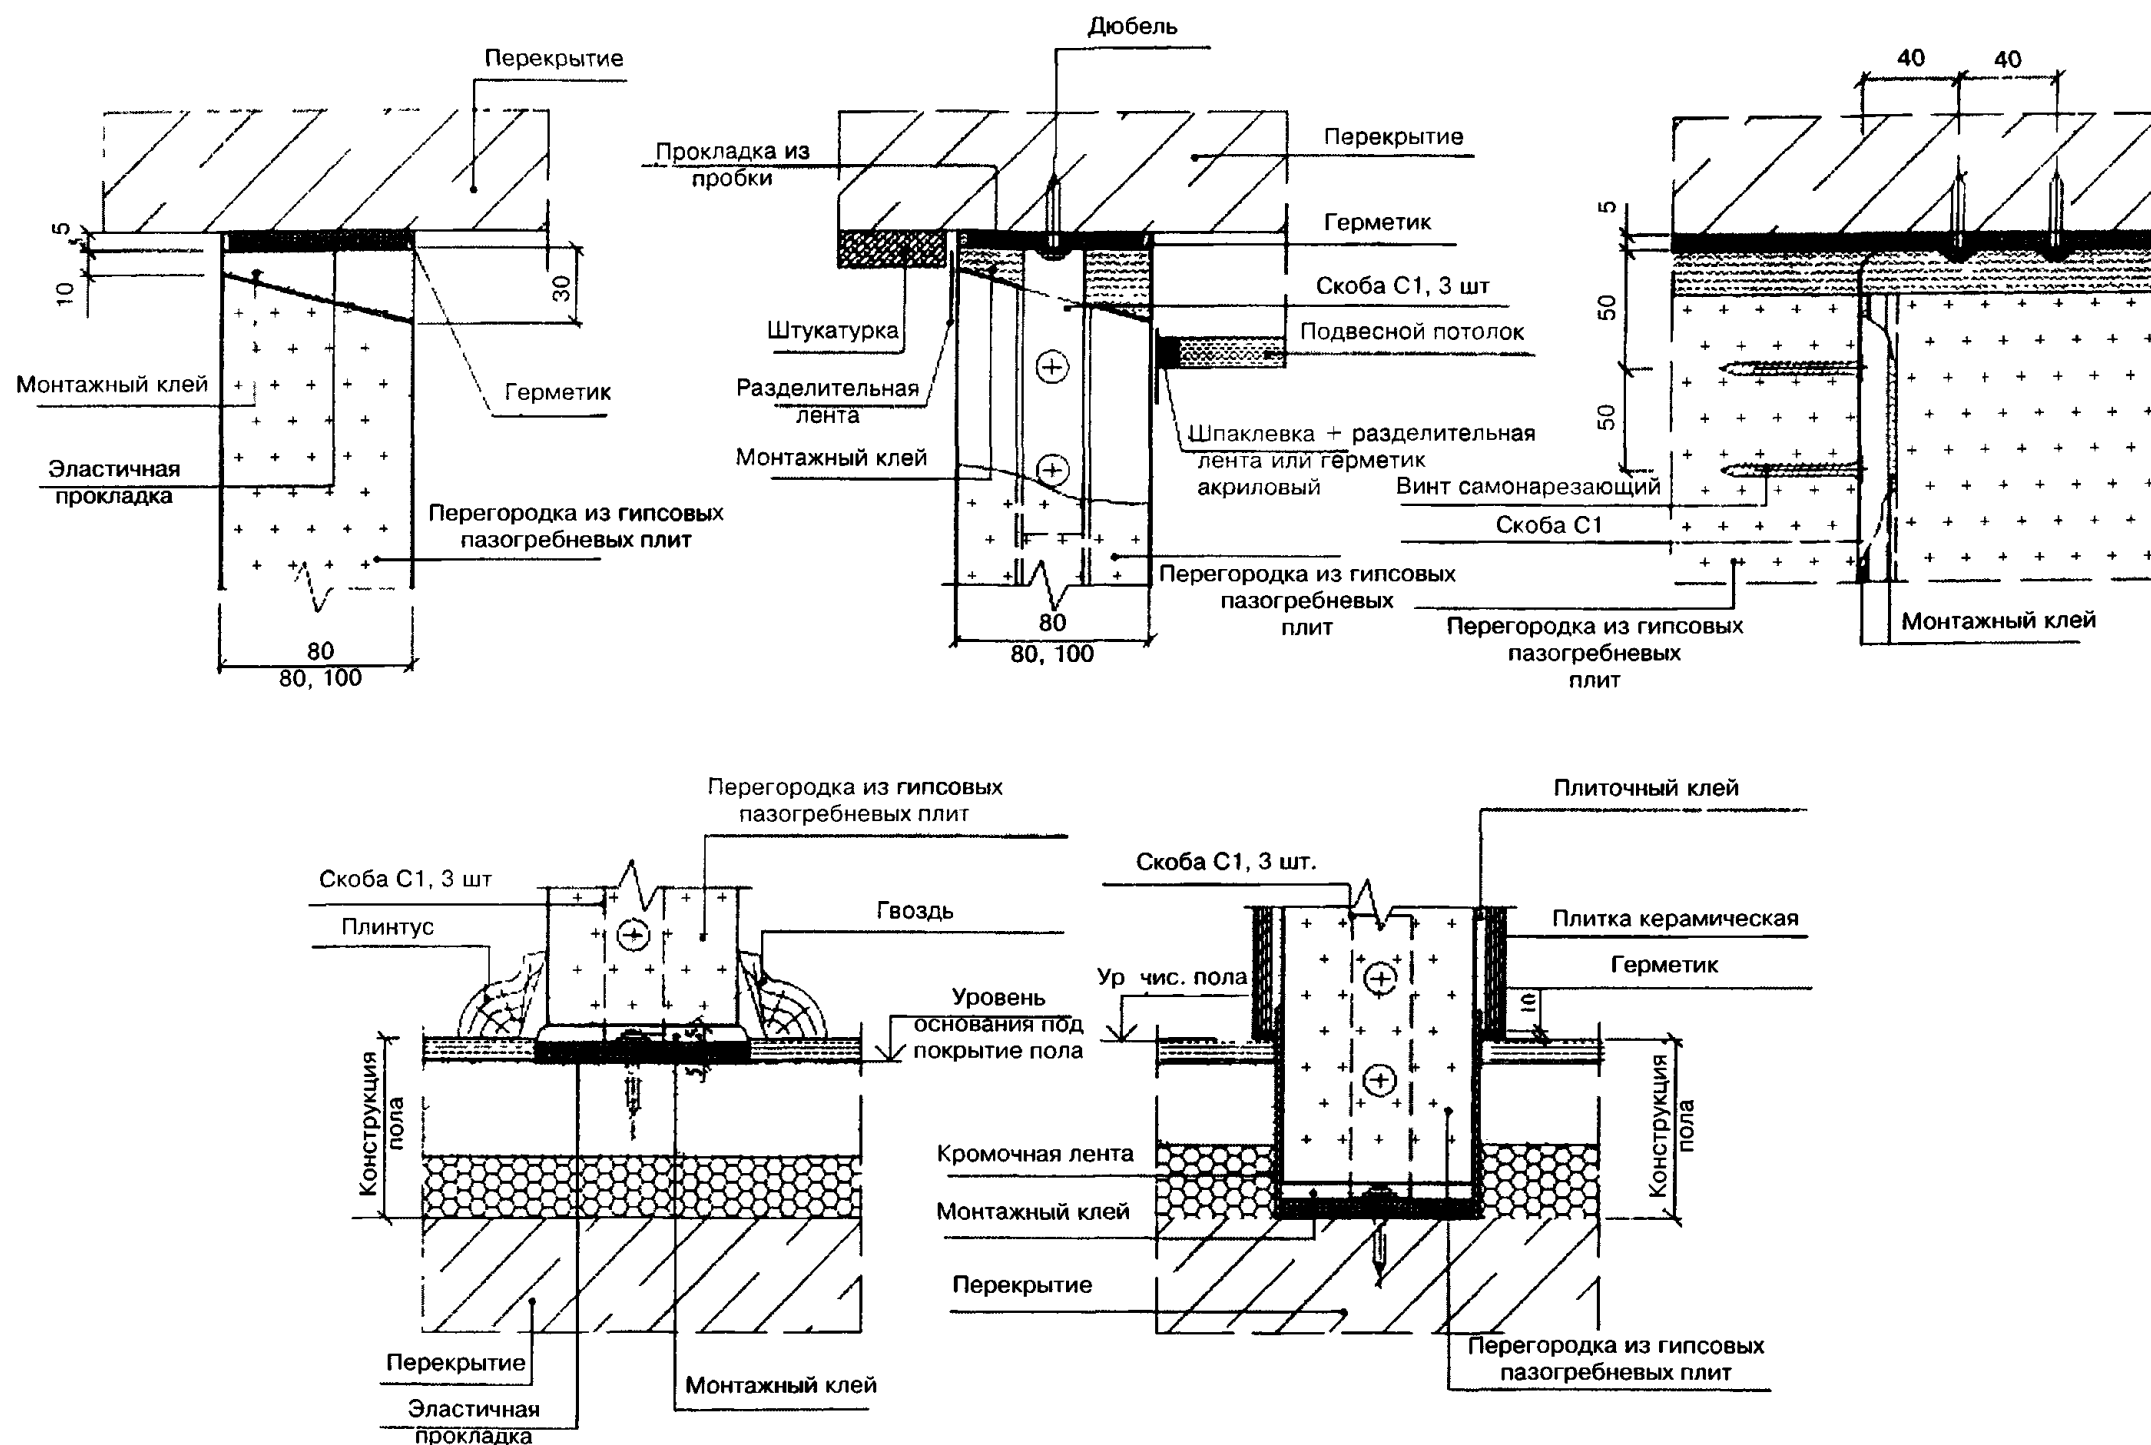 Перекрытие
5
10
30
Монтажный клей
Герметик
Эластичная
прокладка
Перегородка из гипсовых
пазогребневых плит
80
80, 100
Дюбель
Прокладка из
пробки
Перекрытие
Герметик
Скоба С1, 3 шт
Подвесной потолок
Штукатурка
Разделительная
лента
Монтажный клей
Шпаклевка + разделительная
лента или герметик
акриловый
Перегородка из гипсовых
пазогребневых
плит
80
80, 100
40
40
5
50
50
Винт самонарезающий
Скоба С1
Перегородка из гипсовых
пазогребневых
плит
Монтажный клей
Перегородка из гипсовых
пазогребневых плит
Скоба С1, 3 шт
Плинтус
Гвоздь
Уровень
основания под
покрытие пола
5
5
Конструкция
пола
Перекрытие
Эластичная
прокладка
Монтажный клей
Плиточный клей
Скоба С1, 3 шт.
Плитка керамическая
Герметик
Ур чис. пола
10
Конструкция
пола
Кромочная лента
Монтажный клей
Перекрытие
Перегородка из гипсовых
пазогребневых плит